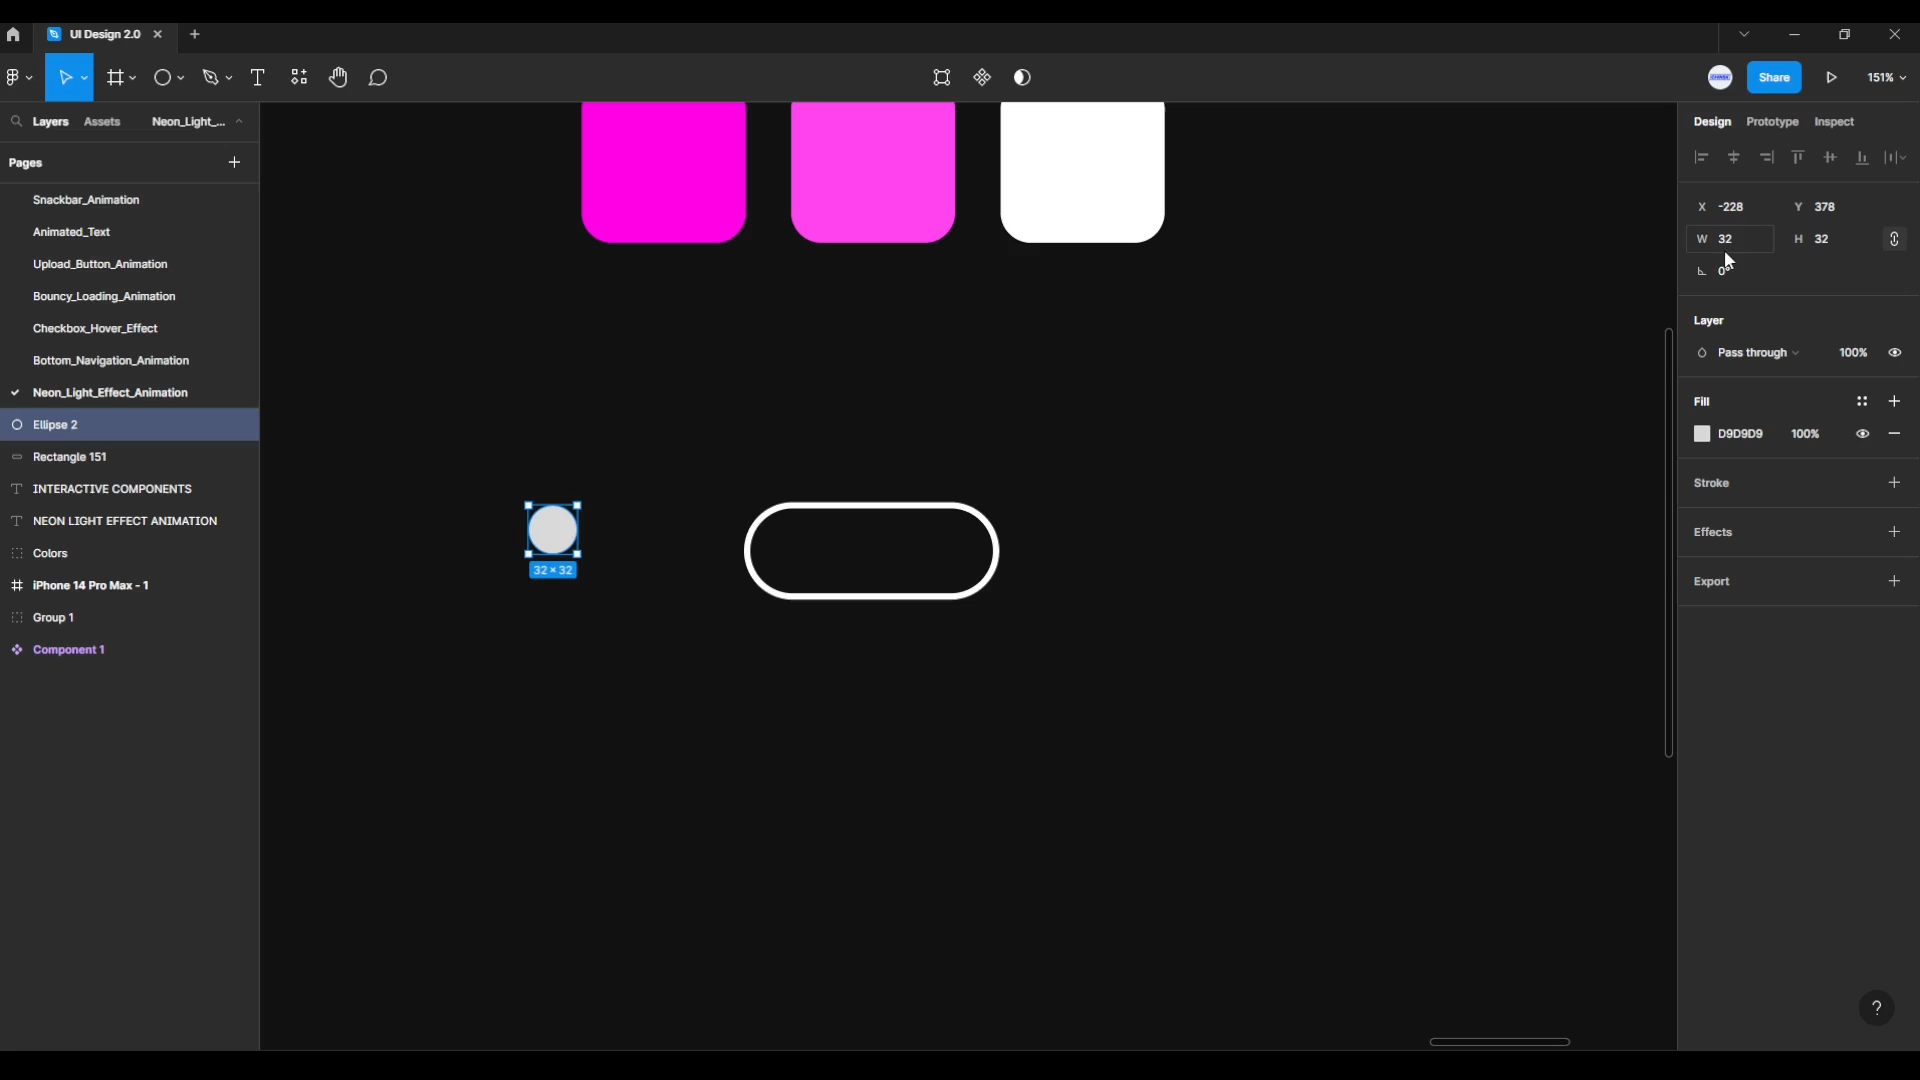 UI Design 2.0
Share
151%
Layers Assets Neon_Light_...
Pages
Snackbar_Animation
Animated_Text
Upload_Button_Animation
Bouncy_Loading_Animation
Checkbox_Hover_Effect
Bottom_Navigation_Animation
Neon_Light_Effect_Animation
Ellipse 2
Rectangle 151
INTERACTIVE COMPONENTS
NEON LIGHT EFFECT ANIMATION
Colors
iPhone 14 Pro Max - 1
Group 1
Component 1
32 × 32
Design Prototype Inspect
X -228 Y 378
W 32 H 32
0°
Layer
Pass through 100%
Fill
D9D9D9 100%
Stroke
Effects
Export
?